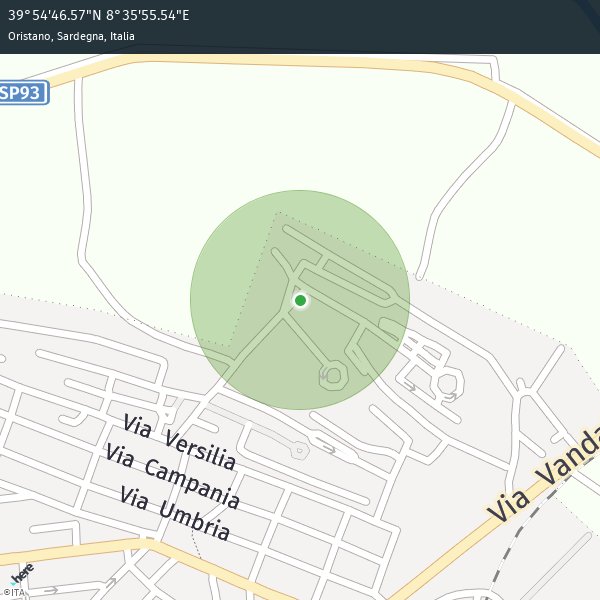 39°54'46.57"N 8°35'55.54"E
Oristano, Sardegna, Italia
SP93
Via Versilia
Via Campania
Via Umbria
Via Vanda
here
©ITA